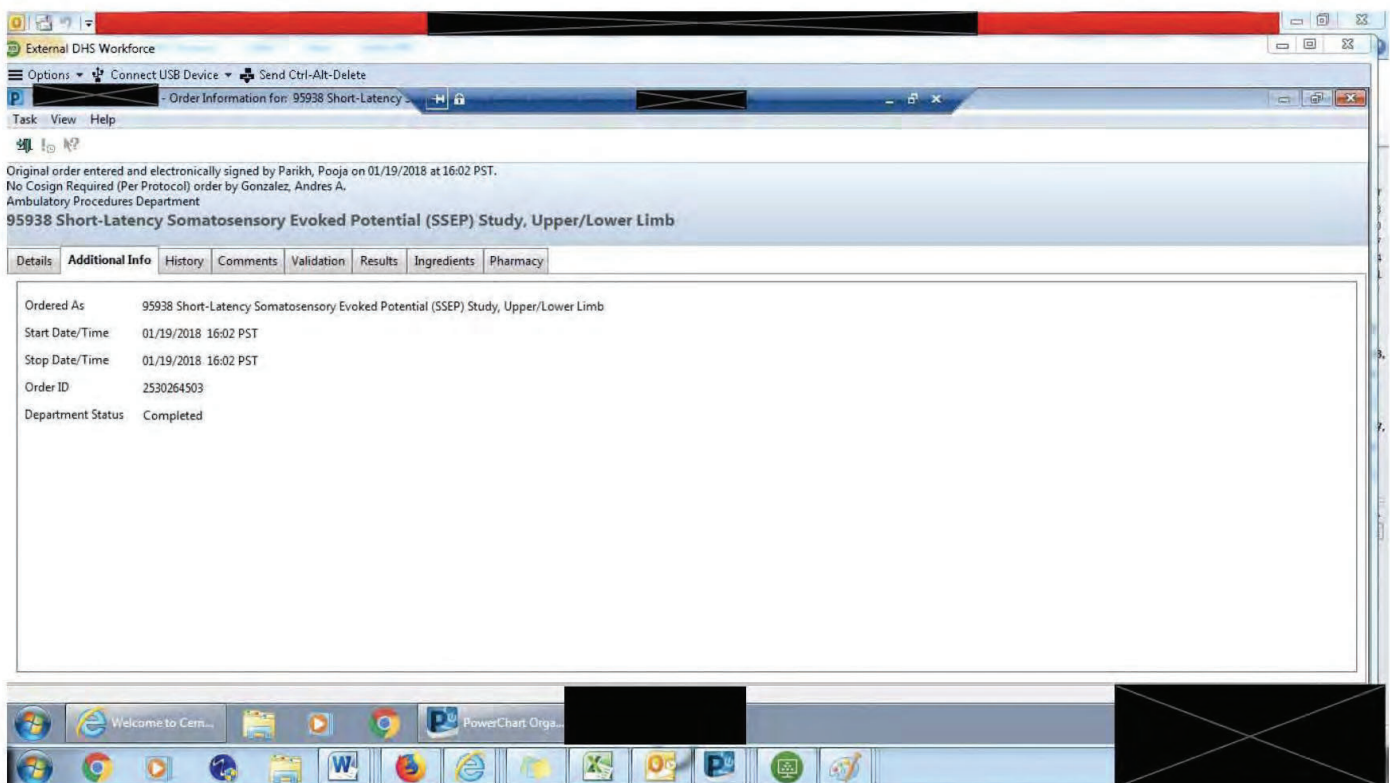 External DHS Workforce
Options Connect USB Device Send Ctrl-Alt-Delete
- Order Information for: 95938 Short-Latency
Task View Help
Original order entered and electronically signed by Parikh, Pooja on 01/19/2018 at 16:02 PST.
No Cosign Required (Per Protocol) order by Gonzalez, Andres A.
Ambulatory Procedures Department
95938 Short-Latency Somatosensory Evoked Potential (SSEP) Study, Upper/Lower Limb
Details Additional Info History Comments Validation Results Ingredients Pharmacy
Ordered As 95938 Short-Latency Somatosensory Evoked Potential (SSEP) Study, Upper/Lower Limb
Start Date/Time 01/19/2018 16:02 PST
Stop Date/Time 01/19/2018 16:02 PST
Order ID 2530264503
Department Status Completed
Welcome to Cern... PowerChart Orga...